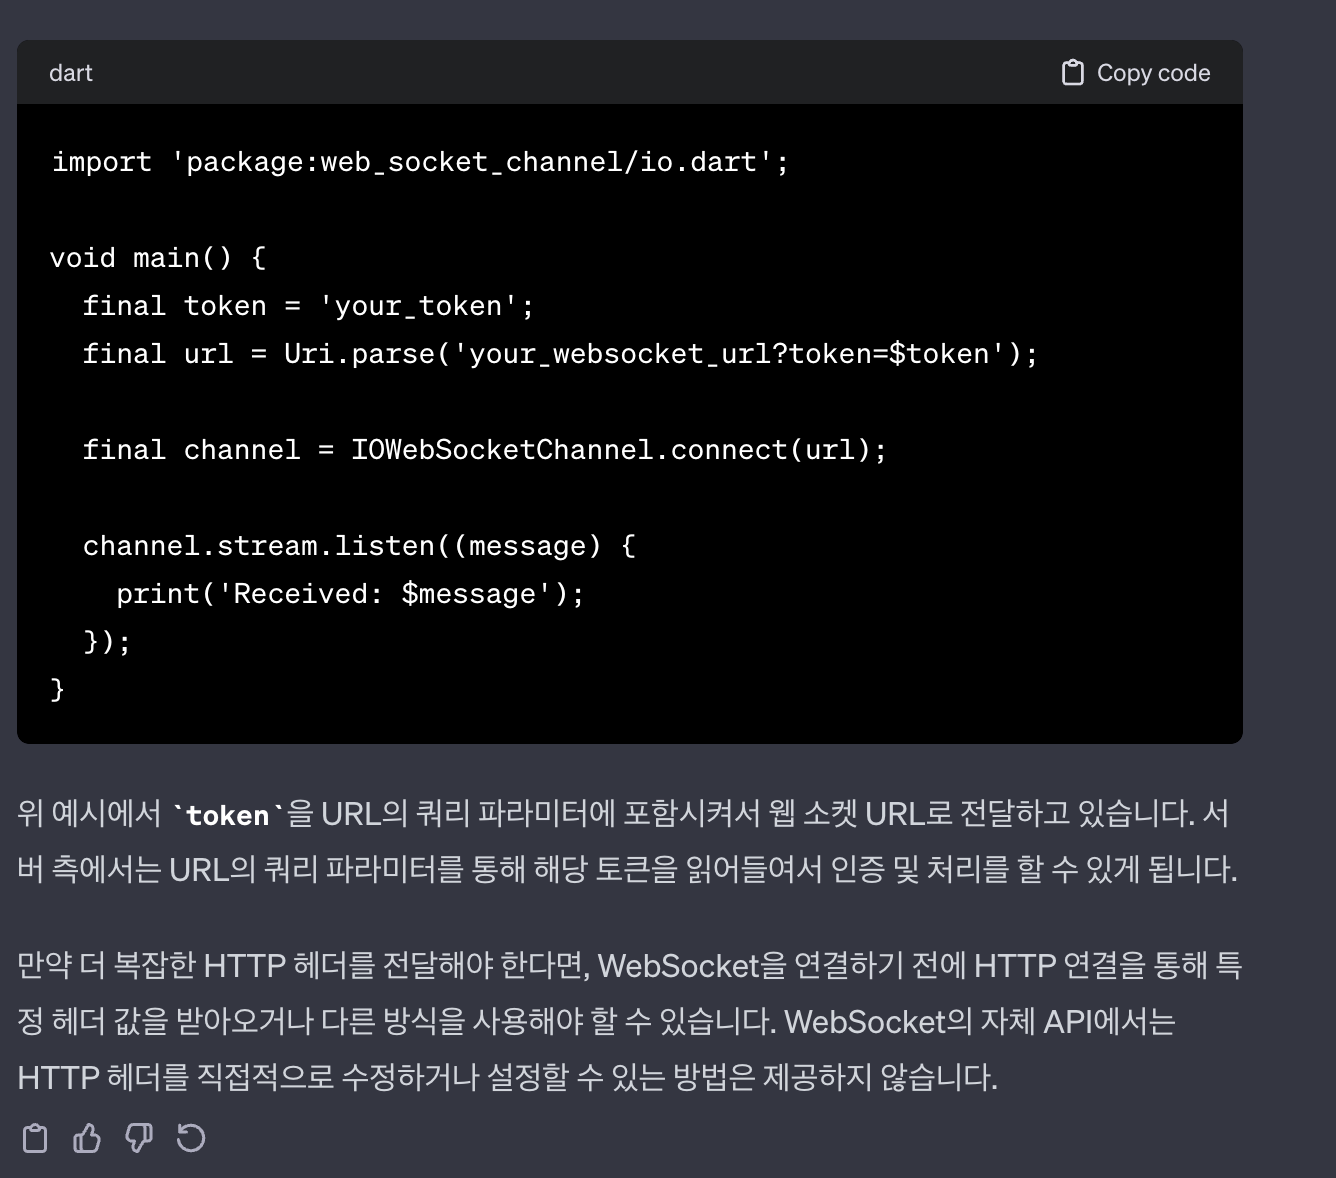 dart
Copy code
import 'package:web_socket_channel/io.dart';
void main() {
  final token = 'your_token';
  final url = Uri.parse('your_websocket_url?token=$token');
  final channel = IOWebSocketChannel.connect(url);
  channel.stream.listen((message) {
    print('Received: $message');
  });
}
위 예시에서 `token`을 URL의 쿼리 파라미터에 포함시켜서 웹 소켓 URL로 전달하고 있습니다. 서
버 측에서는 URL의 쿼리 파라미터를 통해 해당 토큰을 읽어들여서 인증 및 처리를 할 수 있게 됩니다.
만약 더 복잡한 HTTP 헤더를 전달해야 한다면, WebSocket을 연결하기 전에 HTTP 연결을 통해 특
정 헤더 값을 받아오거나 다른 방식을 사용해야 할 수 있습니다. WebSocket의 자체 API에서는
HTTP 헤더를 직접적으로 수정하거나 설정할 수 있는 방법은 제공하지 않습니다.